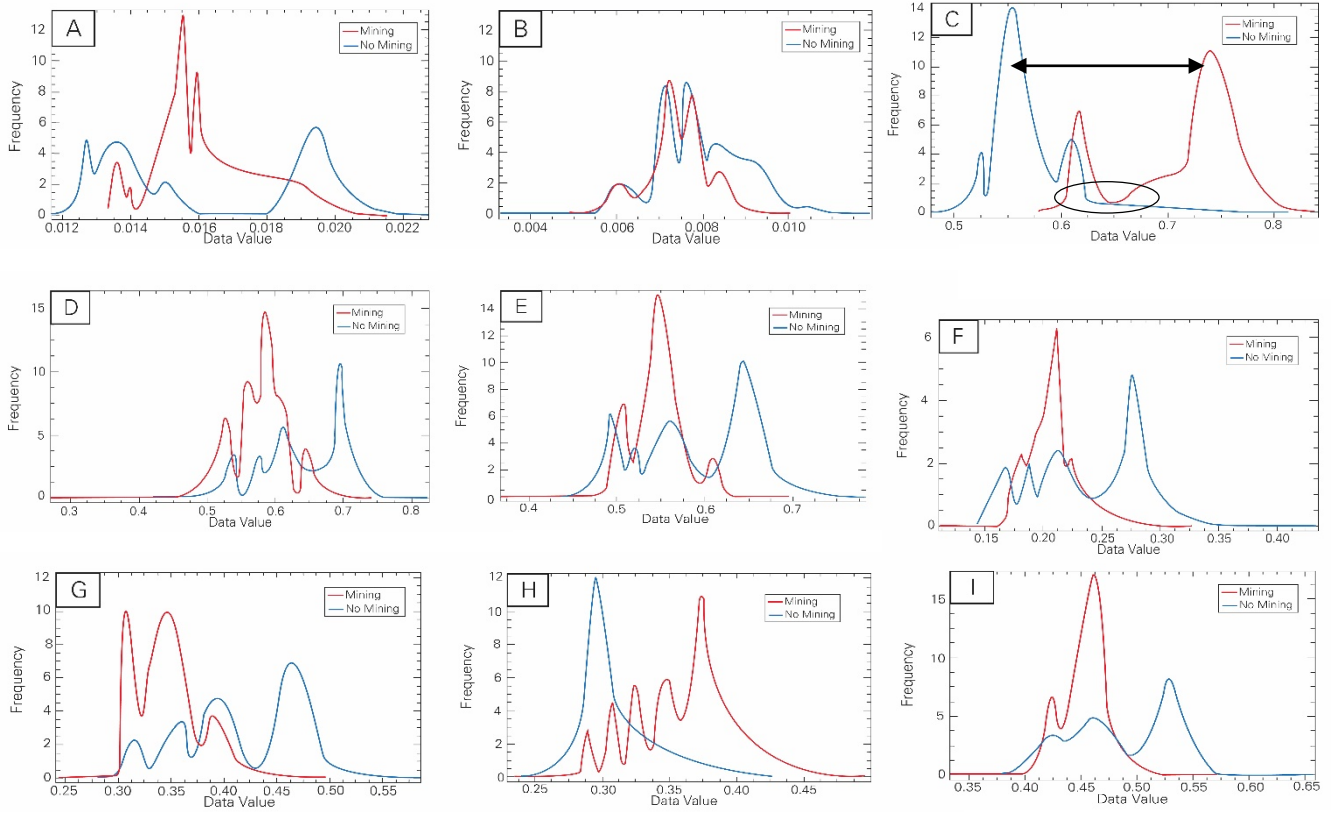 A
Mining
No Mining
12
10
8
6
4
2
0
Frequency
0.012
0.014
0.016
0.018
0.020
0.022
Data Value
B
Mining
No Mining
12
10
8
6
4
2
0
Frequency
0.004
0.006
0.008
0.010
Data Value
C
Mining
No Mining
14
12
10
8
6
4
2
0
Frequency
0.5
0.6
0.7
0.8
Data Value
D
Mining
No Mining
15
10
5
0
Frequency
0.3
0.4
0.5
0.6
0.7
0.8
Data Value
E
Mining
No Mining
14
12
10
8
6
4
2
0
Frequency
0.4
0.5
0.6
0.7
Data Value
F
Mining
No Vining
6
4
2
0
Frequency
0.15
0.20
0.25
0.30
0.35
0.40
Data Value
G
Mining
No Mining
12
10
8
6
4
2
0
Frequency
0.25
0.30
0.35
0.40
0.45
0.50
0.55
Data Value
H
Mining
No Mining
12
10
8
6
4
2
0
Frequency
0.25
0.30
0.35
0.40
0.45
Data Value
I
Mining
No Mining
15
10
5
0
Frequency
0.35
0.40
0.45
0.50
0.55
0.60
0.65
Data Value